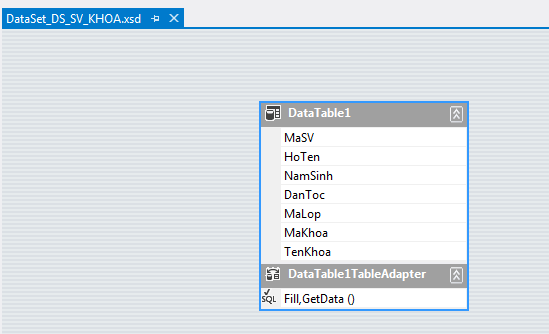 DataSet_DS_SV_KHOA.xsd
DataTable1
MaSV
HoTen
NamSinh
DanToc
MaLop
MaKhoa
TenKhoa
DataTable1TableAdapter
SQL Fill,GetData ()